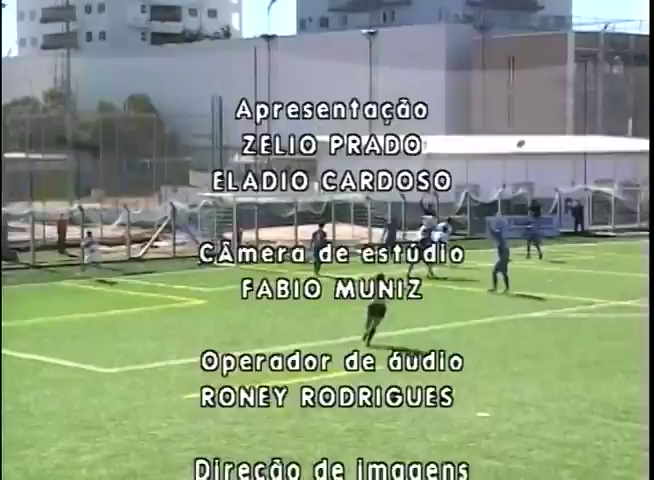 Apresentação
ZELIO PRADO
ELADIO CARDOSO
CÂmera de estúdio
FABIO MUNIZ
Operador de áudio
RONEY RODRIGUES
Direção de imagens